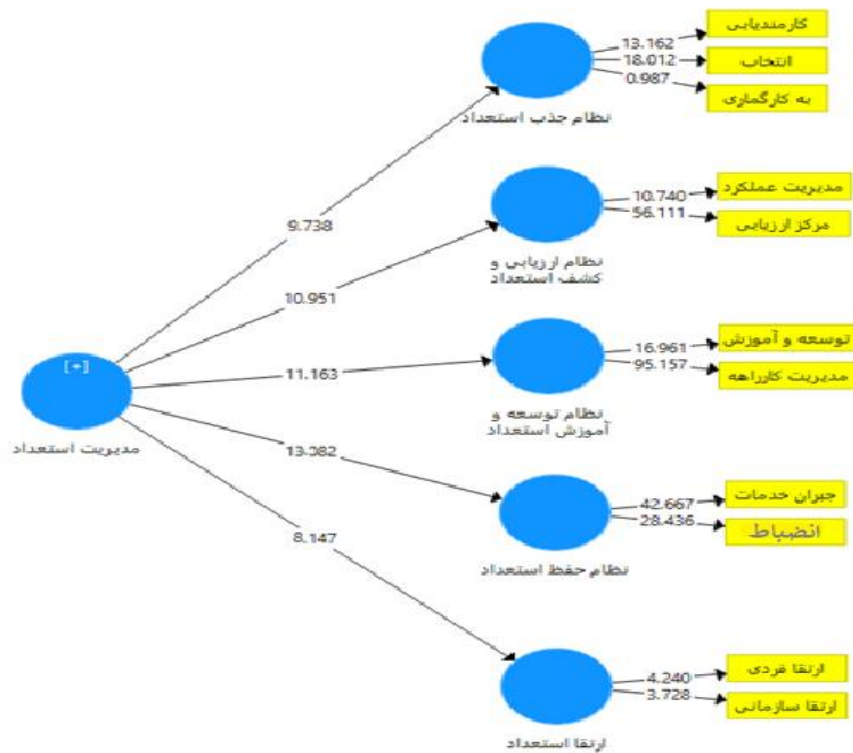 کارمندیابی
13.162
18.012
انتخاب
0.987
به کارگماری
نظام جذب استعداد
9.738
10.740
مدیریت عملکرد
56.111
مرکز ارزیابی
نظام ارزیابی و
کشف استعداد
10.951
16.961
توسعه و آموزش
95.157
مدیریت کارراهه
نظام توسعه و
آموزش استعداد
11.163
[+]
مدیریت استعداد
13.082
42.667
جبران خدمات
28.436
انضباط
نظام حفظ استعداد
8.147
4.240
ارتقا فردی
3.728
ارتقا سازمانی
ارتقا استعداد